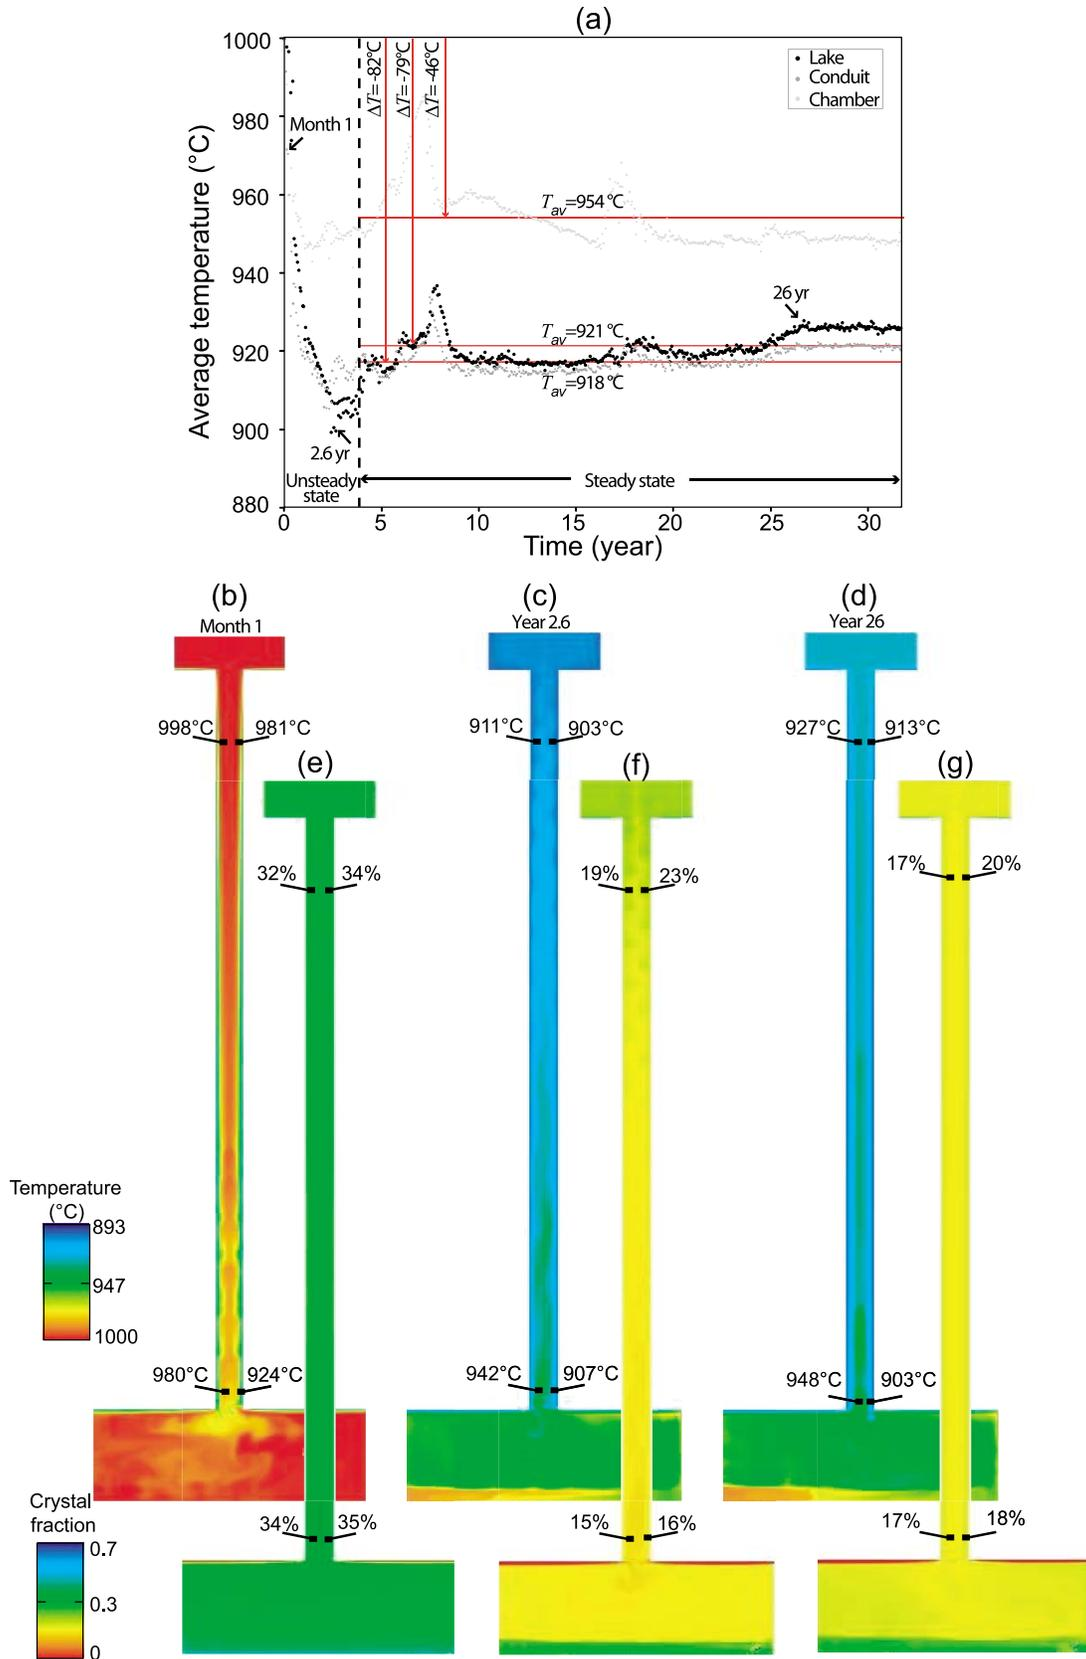 (a)
1000
980
960
940
920
900
880
Average temperature (°C)
ΔT= -82°C
ΔT= -79°C
ΔT= -46°C
Lake
Conduit
Chamber
Month 1
T_av=954 °C
26 yr
T_av=921 °C
T_av=918 °C
2.6 yr
Unsteady
state
Steady state
0 5 10 15 20 25 30
Time (year)
(b) (c) (d)
Month 1 Year 2.6 Year 26
998°C 981°C 911°C 903°C 927°C 913°C
(e) (f) (g)
32% 34% 19% 23% 17% 20%
Temperature
(°C)
893
947
1000
980°C 924°C 942°C 907°C 948°C 903°C
Crystal
fraction
0.7
0.3
0
34% 35% 15% 16% 17% 18%